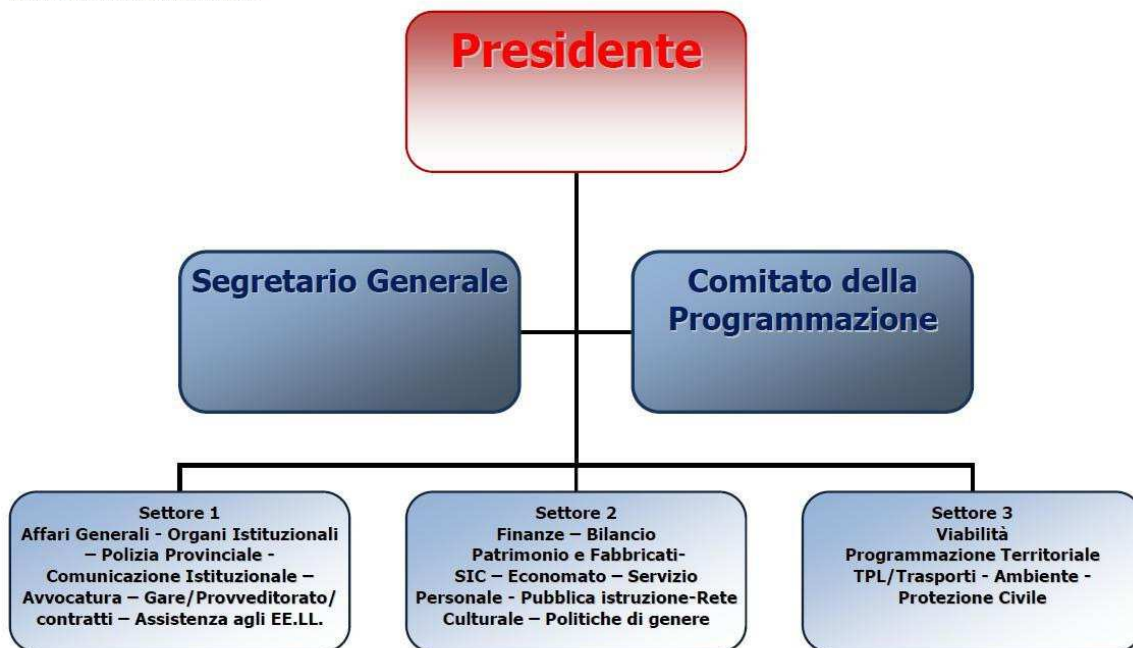 Presidente
Segretario Generale
Comitato della
Programmazione
Settore 1
Affari Generali - Organi Istituzionali
– Polizia Provinciale -
Comunicazione Istituzionale –
Avvocatura – Gare/Provveditorato/
contratti – Assistenza agli EE.LL.
Settore 2
Finanze – Bilancio
Patrimonio e Fabbricati-
SIC – Economato – Servizio
Personale - Pubblica istruzione-Rete
Culturale – Politiche di genere
Settore 3
Viabilità
Programmazione Territoriale
TPL/Trasporti - Ambiente -
Protezione Civile